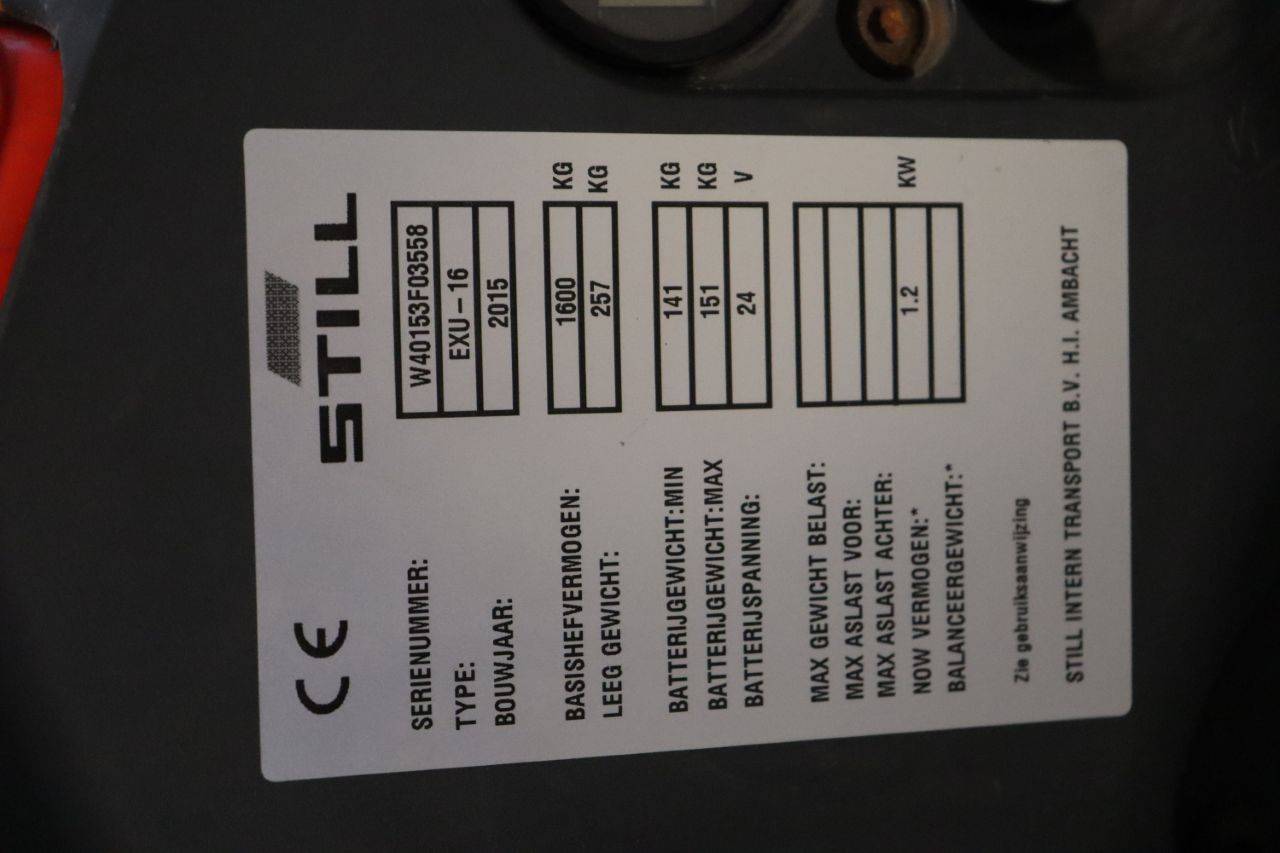 CE STILL
SERIENUMMER: W40153F03558
TYPE: EXU-16
BOUWJAAR: 2015
BASISHEFVERMOGEN: 1600 KG
LEEG GEWICHT: 257 KG
BATTERIJGEWICHT:MIN 141 KG
BATTERIJGEWICHT:MAX 151 KG
BATTERIJSPANNING: 24 V
MAX GEWICHT BELAST:
MAX ASLAST VOOR:
MAX ASLAST ACHTER:
NOW VERMOGEN:* 1.2 KW
BALANCEERGEWICHT:*
Zie gebruiksaanwijzing
STILL INTERN TRANSPORT B.V. H.I. AMBACHT